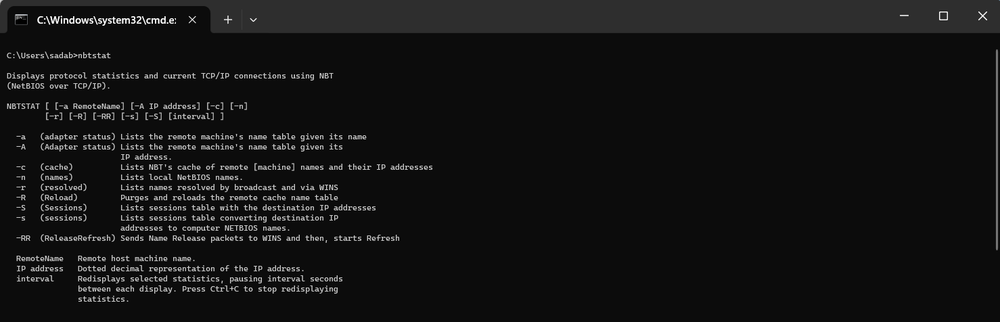 C:\Windows\system32\cmd.e
C:\Users\sadab>nbtstat
Displays protocol statistics and current TCP/IP connections using NBT
(NetBIOS over TCP/IP).
NBTSTAT [ [-a RemoteName] [-A IP address] [-c] [-n]
        [-r] [-R] [-RR] [-s] [-S] [interval] ]
  -a   (adapter status) Lists the remote machine's name table given its name
  -A   (Adapter status) Lists the remote machine's name table given its
                        IP address.
  -c   (cache)          Lists NBT's cache of remote [machine] names and their IP addresses
  -n   (names)          Lists local NetBIOS names.
  -r   (resolved)       Lists names resolved by broadcast and via WINS
  -R   (Reload)         Purges and reloads the remote cache name table
  -S   (Sessions)       Lists sessions table with the destination IP addresses
  -s   (sessions)       Lists sessions table converting destination IP
                        addresses to computer NETBIOS names.
  -RR  (ReleaseRefresh) Sends Name Release packets to WINS and then, starts Refresh
  RemoteName   Remote host machine name.
  IP address   Dotted decimal representation of the IP address.
  interval     Redisplays selected statistics, pausing interval seconds
               between each display. Press Ctrl+C to stop redisplaying
               statistics.